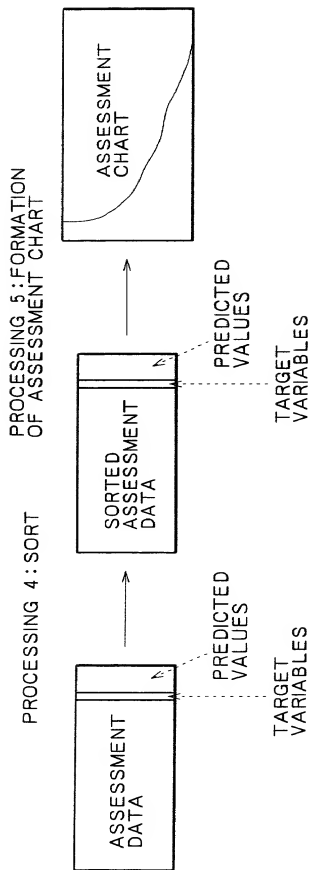 PROCESSING 4:SORT
ASSESSMENT
DATA
PREDICTED
VALUES
TARGET
VARIABLES
PROCESSING 5:FORMATION
OF ASSESSMENT CHART
SORTED
ASSESSMENT
DATA
PREDICTED
VALUES
TARGET
VARIABLES
ASSESSMENT
CHART